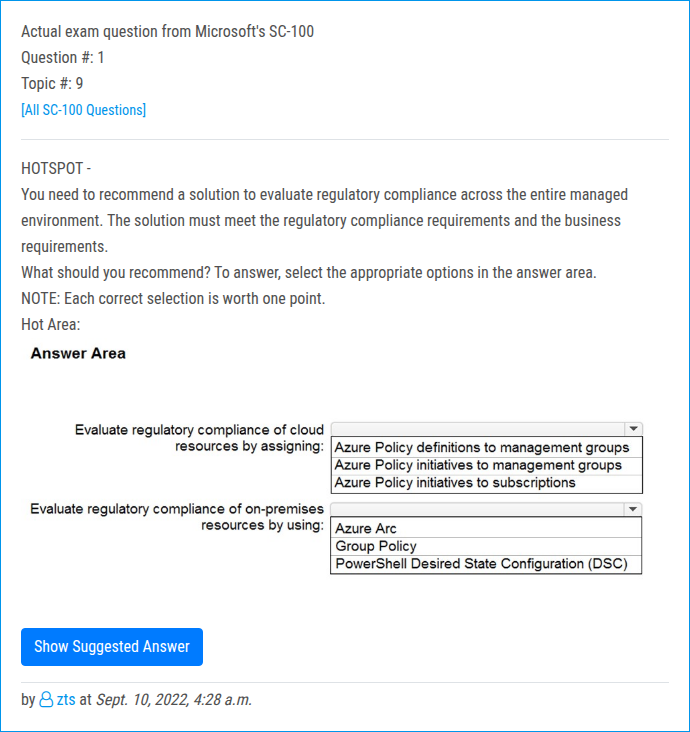 Actual exam question from Microsoft's SC-100
Question #: 1
Topic #: 9
[All SC-100 Questions]
HOTSPOT -
You need to recommend a solution to evaluate regulatory compliance across the entire managed
environment. The solution must meet the regulatory compliance requirements and the business
requirements.
What should you recommend? To answer, select the appropriate options in the answer area.
NOTE: Each correct selection is worth one point.
Hot Area:
Answer Area
Evaluate regulatory compliance of cloud
resources by assigning:
Azure Policy definitions to management groups
Azure Policy initiatives to management groups
Azure Policy initiatives to subscriptions
Evaluate regulatory compliance of on-premises
resources by using:
Azure Arc
Group Policy
PowerShell Desired State Configuration (DSC)
Show Suggested Answer
by zts at Sept. 10, 2022, 4:28 a.m.